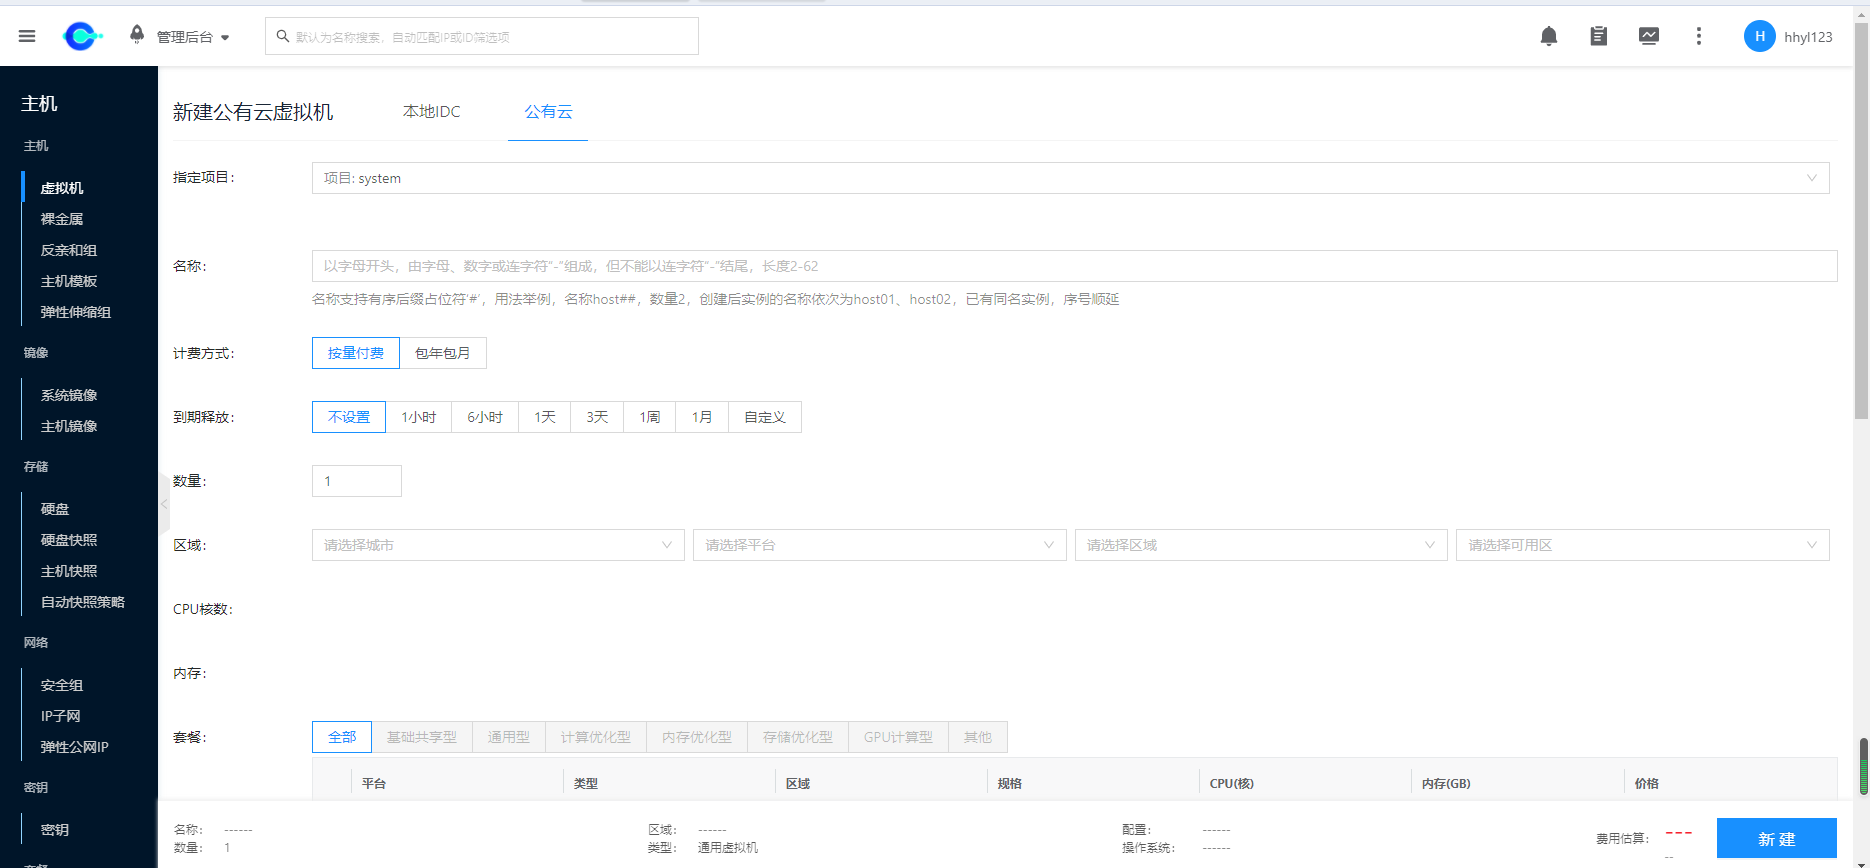 管理后台
默认为名称搜索，自动匹配IP或ID筛选项
H
hhyl123
主机
主机
虚拟机
裸金属
反亲和组
主机模板
弹性伸缩组
镜像
系统镜像
主机镜像
存储
硬盘
硬盘快照
主机快照
自动快照策略
网络
安全组
IP子网
弹性公网IP
密钥
密钥
新建公有云虚拟机
本地IDC
公有云
指定项目：
项目: system
名称：
以字母开头，由字母、数字或连字符“-”组成，但不能以连字符“-”结尾，长度2-62
名称支持有序后缀占位符‘#’，用法举例，名称host##，数量2，创建后实例的名称依次为host01、host02，已有同名实例，序号顺延
计费方式：
按量付费 包年包月
到期释放：
不设置 1小时 6小时 1天 3天 1周 1月 自定义
数量：
1
区域：
请选择城市 请选择平台 请选择区域 请选择可用区
CPU核数：
内存：
套餐：
全部 基础共享型 通用型 计算优化型 内存优化型 存储优化型 GPU计算型 其他
平台 类型 区域 规格 CPU(核) 内存(GB) 价格
名称： ------
数量： 1
区域： ------
类型： 通用虚拟机
配置： ------
操作系统： ------
费用估算： ---
--
新 建